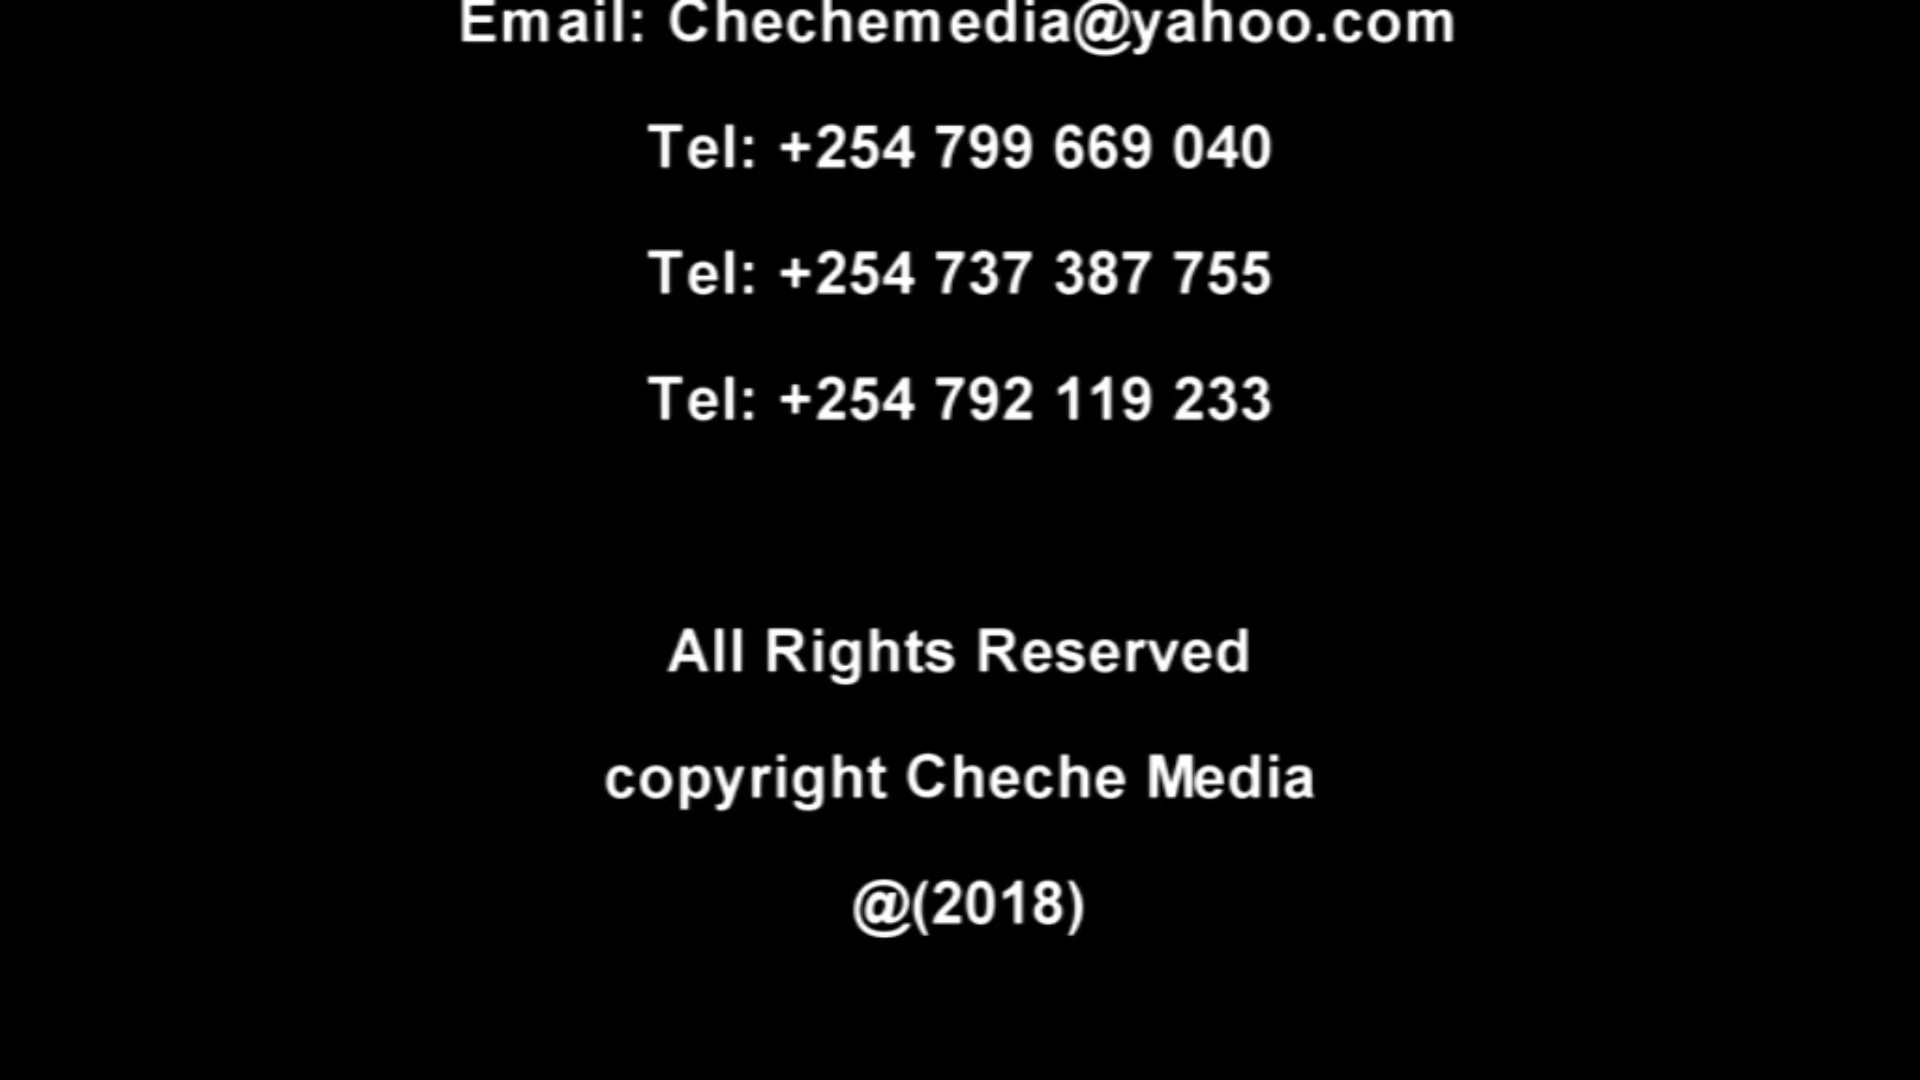 Email: Chechemedia@yahoo.com
Tel: +254 799 669 040
Tel: +254 737 387 755
Tel: +254 792 119 233
All Rights Reserved
copyright Cheche Media
@(2018)